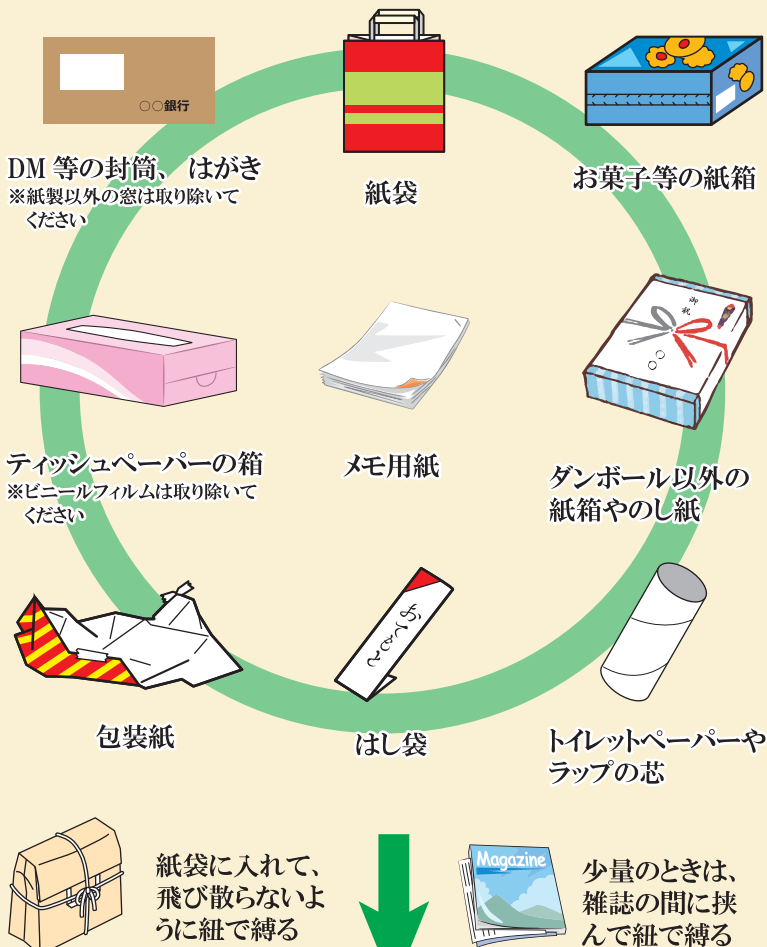 ○○銀行
DM 等の封筒、はがき
※紙製以外の窓は取り除いて
ください
紙袋
お菓子等の紙箱
御祝
○○
ティッシュペーパーの箱
※ビニールフィルムは取り除いて
ください
メモ用紙
ダンボール以外の
紙箱やのし紙
おてもと
包装紙
はし袋
トイレットペーパーや
ラップの芯
紙袋に入れて、
飛び散らないよ
うに紐で縛る
Magazine
少量のときは、
雑誌の間に挟
んで紐で縛る